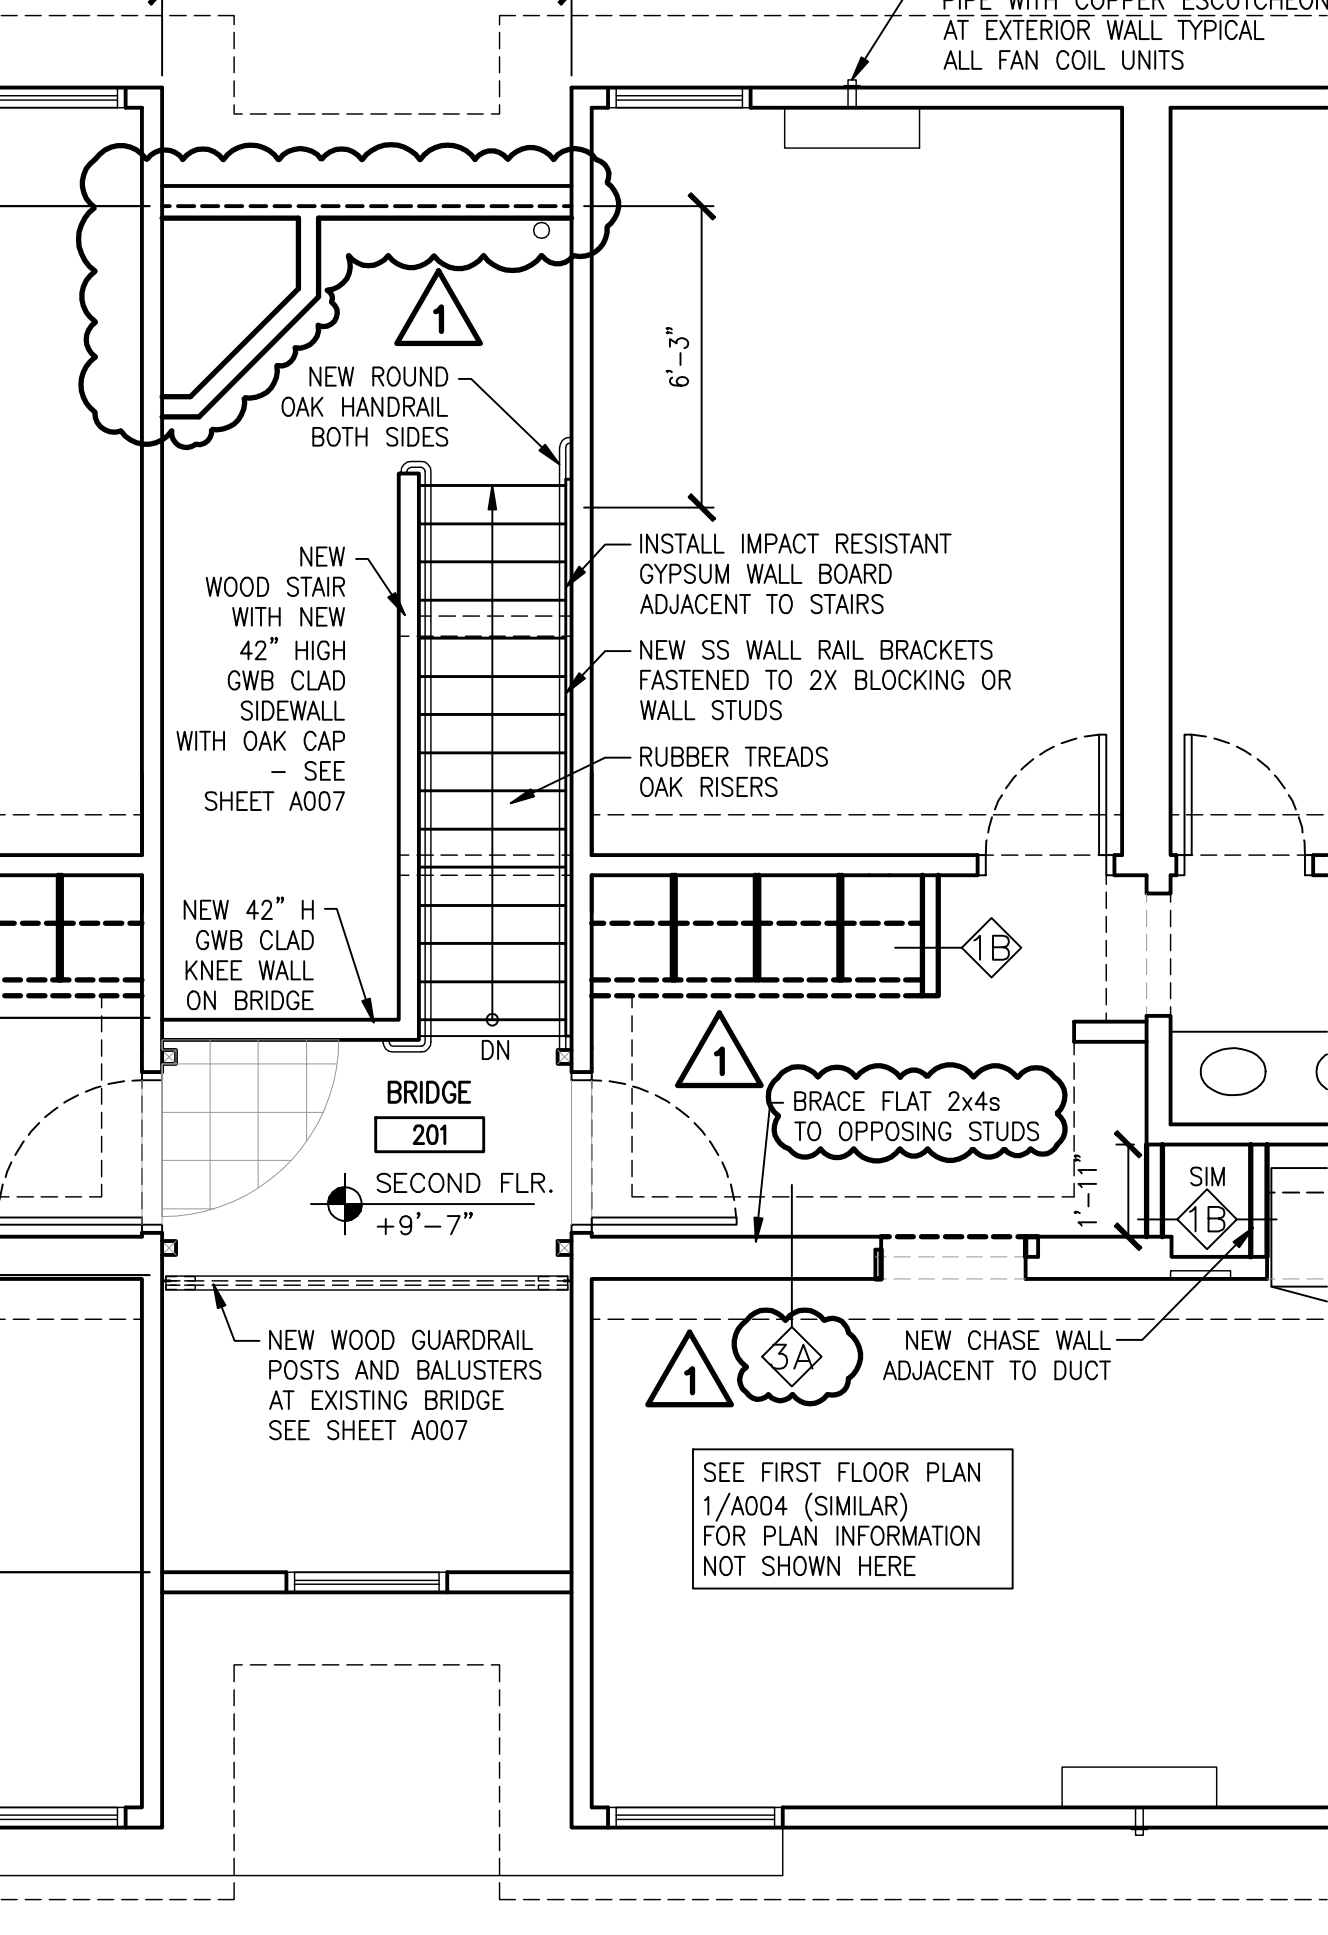 PIPE WITH COPPER ESCUTCHEON
AT EXTERIOR WALL TYPICAL
ALL FAN COIL UNITS
1
NEW ROUND
OAK HANDRAIL
BOTH SIDES
6'-3"
NEW
WOOD STAIR
WITH NEW
42" HIGH
GWB CLAD
SIDEWALL
WITH OAK CAP
- SEE
SHEET A007
INSTALL IMPACT RESISTANT
GYPSUM WALL BOARD
ADJACENT TO STAIRS
NEW SS WALL RAIL BRACKETS
FASTENED TO 2X BLOCKING OR
WALL STUDS
RUBBER TREADS
OAK RISERS
NEW 42" H
GWB CLAD
KNEE WALL
ON BRIDGE
1B
DN
1
BRIDGE
201
BRACE FLAT 2x4s
TO OPPOSING STUDS
SECOND FLR.
+9'-7"
1'-11"
SIM
1B
NEW WOOD GUARDRAIL
POSTS AND BALUSTERS
AT EXISTING BRIDGE
SEE SHEET A007
1
3A
NEW CHASE WALL
ADJACENT TO DUCT
SEE FIRST FLOOR PLAN
1/A004 (SIMILAR)
FOR PLAN INFORMATION
NOT SHOWN HERE